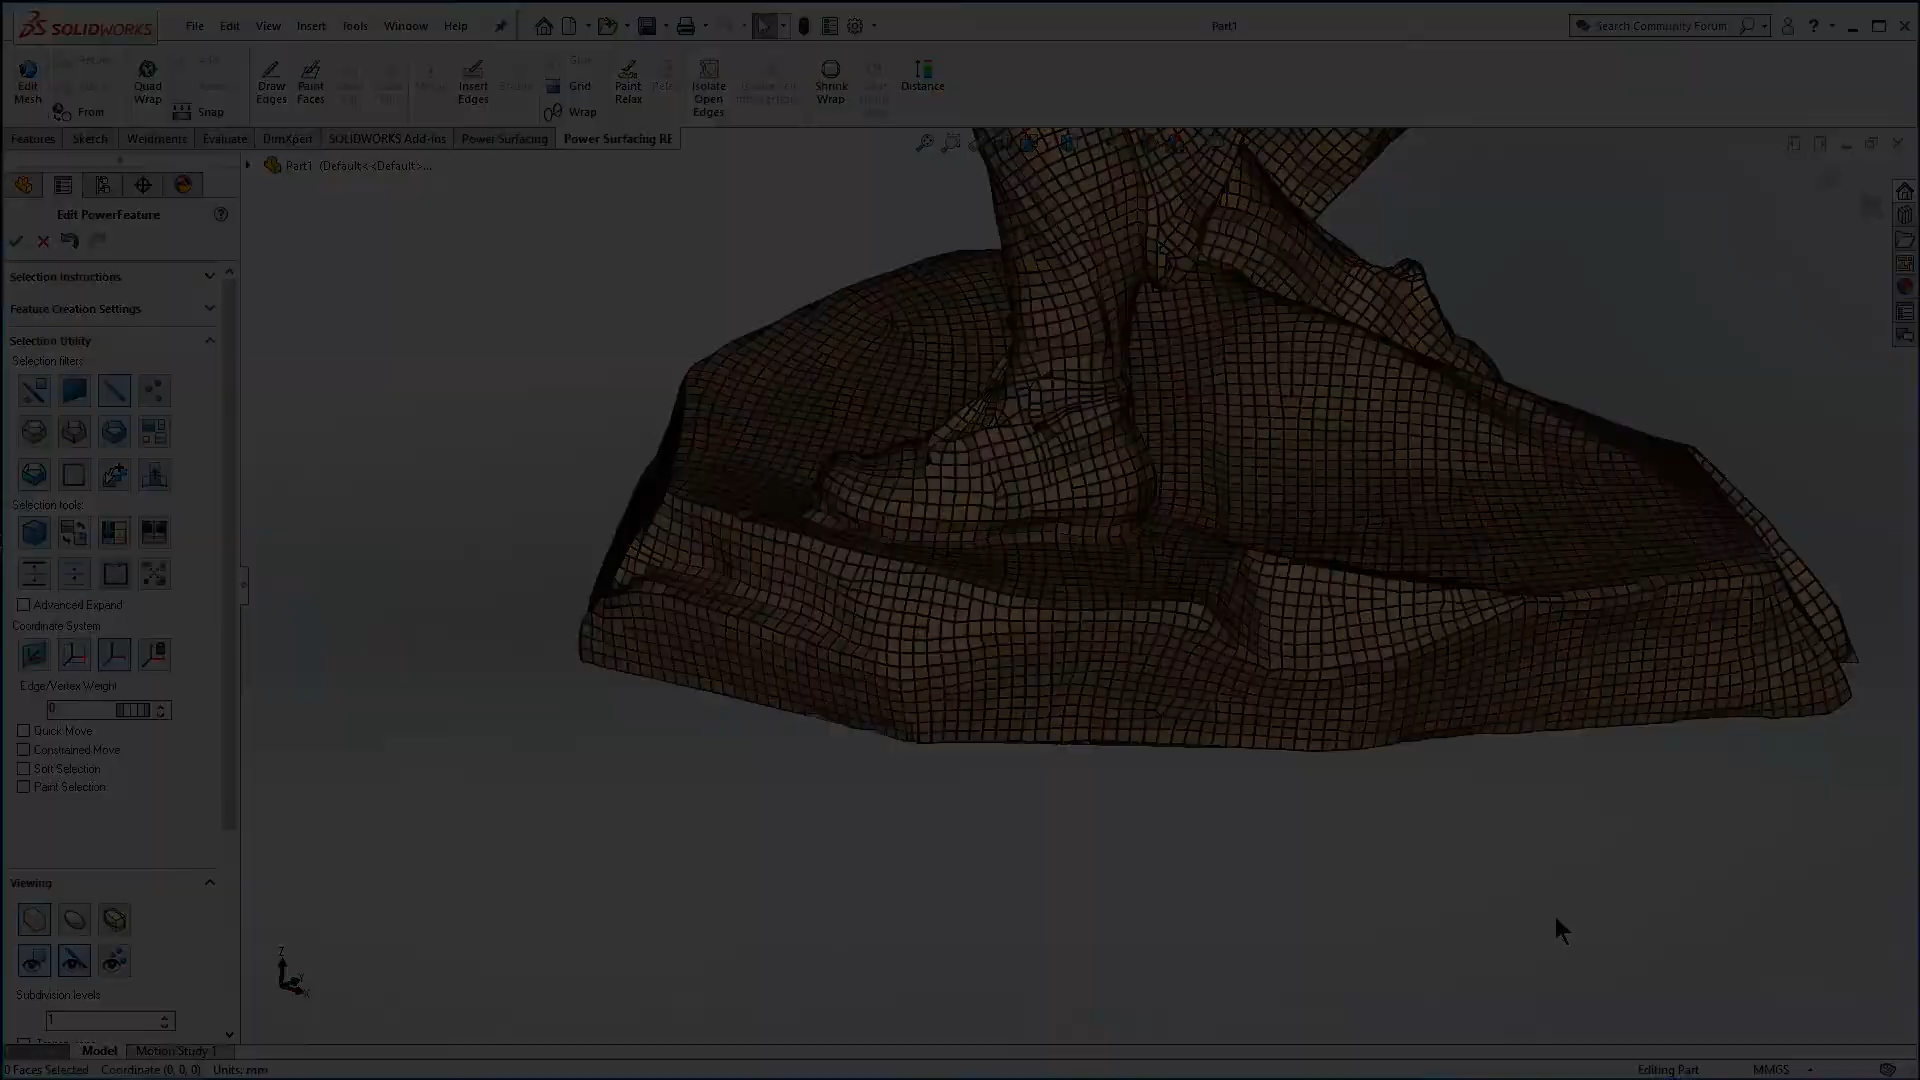 SOLIDWORKS File Edit View Insert Tools Window Help Part1 Search Community Forum
Edit Mesh
From
Quad Wrap
Snap
Draw Edges
Paint Faces
Insert Edges
Grid
Wrap
Paint Relax
Isolate Open Edges
Shrink Wrap
Distance
Features Sketch Weldments Evaluate DimXpert SOLIDWORKS Add-ins Power Surfacing Power Surfacing RE
Part1 (Default<<Default>...
Edit PowerFeature
Selection Instructions
Feature Creation Settings
Selection Utility
Selection filters:
Selection tools:
Advanced Expand
Coordinate System
Edge/Vertex Weight
0
Quick Move
Constrained Move
Soft Selection
Paint Selection
Viewing
Subdivision levels
1
Z
Model Motion Study 1
0 Faces Selected Coordinate (0, 0, 0) Units: mm Editing Part MMGS